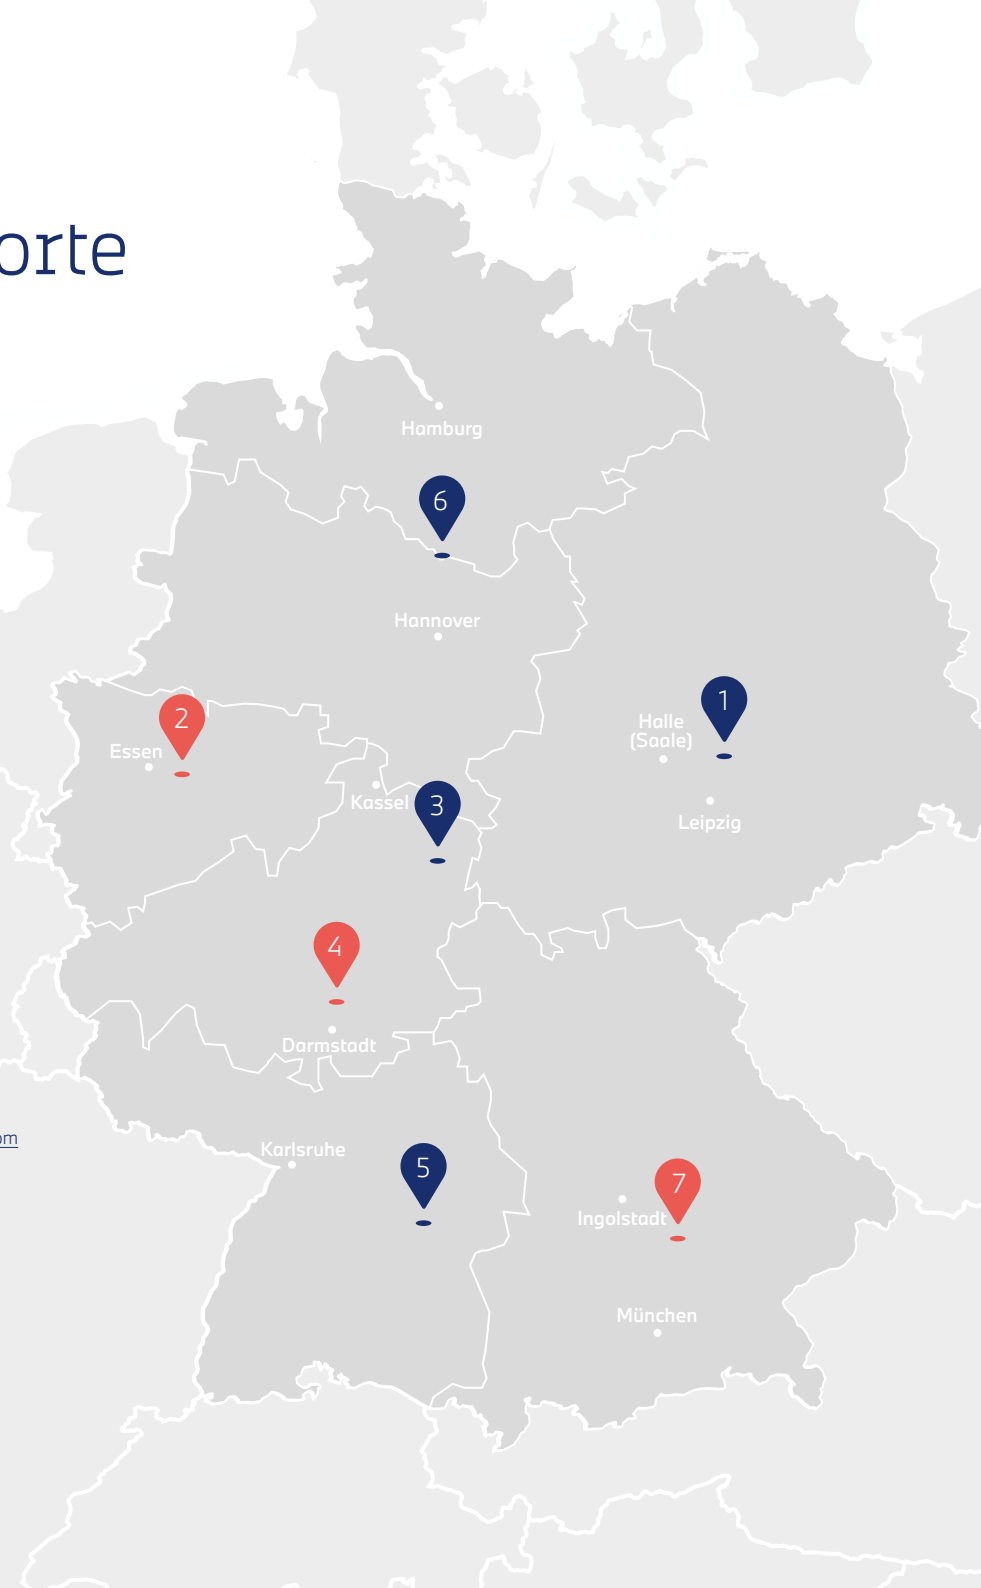 orte
Hamburg
6
Hannover
1
2
Halle
(Saale)
Essen
Kassel
3
Leipzig
4
Darmstadt
om
Karlsruhe
5
7
Ingolstadt
München